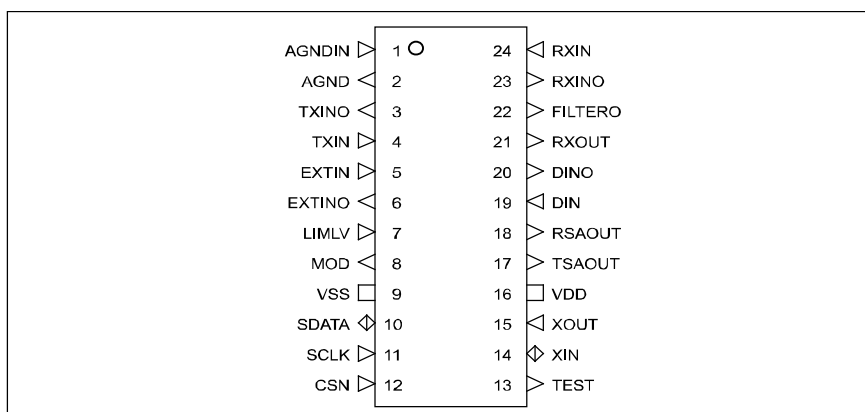 AGNDIN 1 24 RXIN
AGND 2 23 RXINO
TXINO 3 22 FILTERO
TXIN 4 21 RXOUT
EXTIN 5 20 DINO
EXTINO 6 19 DIN
LIMLV 7 18 RSAOUT
MOD 8 17 TSAOUT
VSS 9 16 VDD
SDATA 10 15 XOUT
SCLK 11 14 XIN
CSN 12 13 TEST